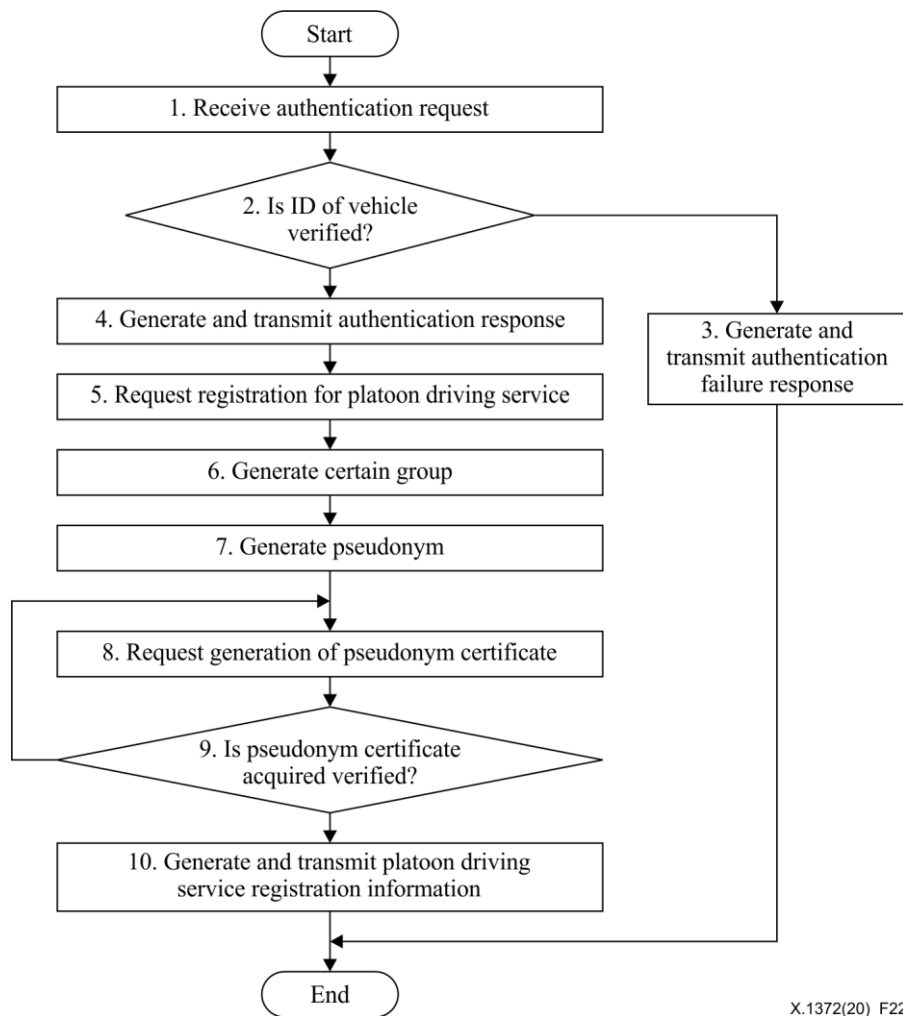 Start
1. Receive authentication request
2. Is ID of vehicle
verified?
4. Generate and transmit authentication response
3. Generate and
transmit authentication
failure response
5. Request registration for platoon driving service
6. Generate certain group
7. Generate pseudonym
8. Request generation of pseudonym certificate
9. Is pseudonym certificate
acquired verified?
10. Generate and transmit platoon driving
service registration information
End
X.1372(20)_F22